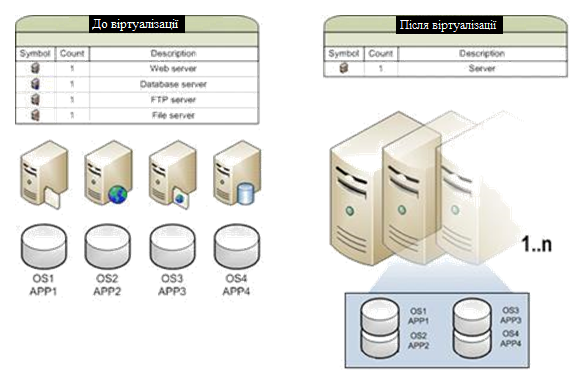 До віртуалізації
Symbol Count Description
1 Web server
1 Database server
1 FTP server
1 File server
OS1 OS2 OS3 OS4
APP1 APP2 APP3 APP4
Після віртуалізації
Symbol Count Description
1 Server
1..n
OS1 OS3
APP1 APP3
OS2 OS4
APP2 APP4